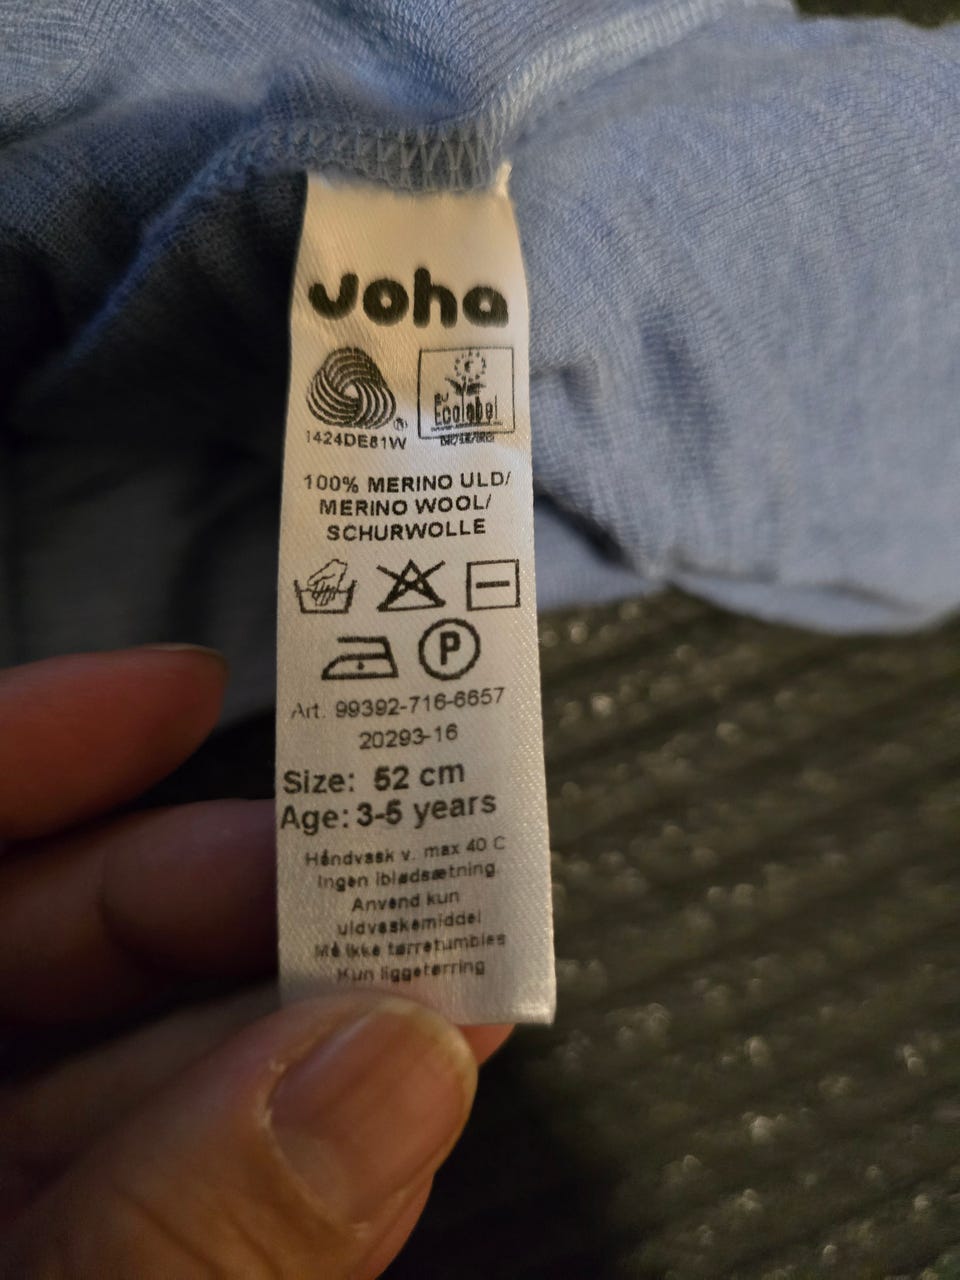 Joha
EU
Ecolabel
1424DE81W
100% MERINO ULD/
MERINO WOOL/
SCHURWOLLE
P
Art. 99392-716-6657
20293-16
Size: 52 cm
Age: 3-5 years
Håndvask v. max 40 C
Ingen iblødsætning
Anvend kun
uldvaskemiddel
Må ikke tørretumbles
Kun liggetørring